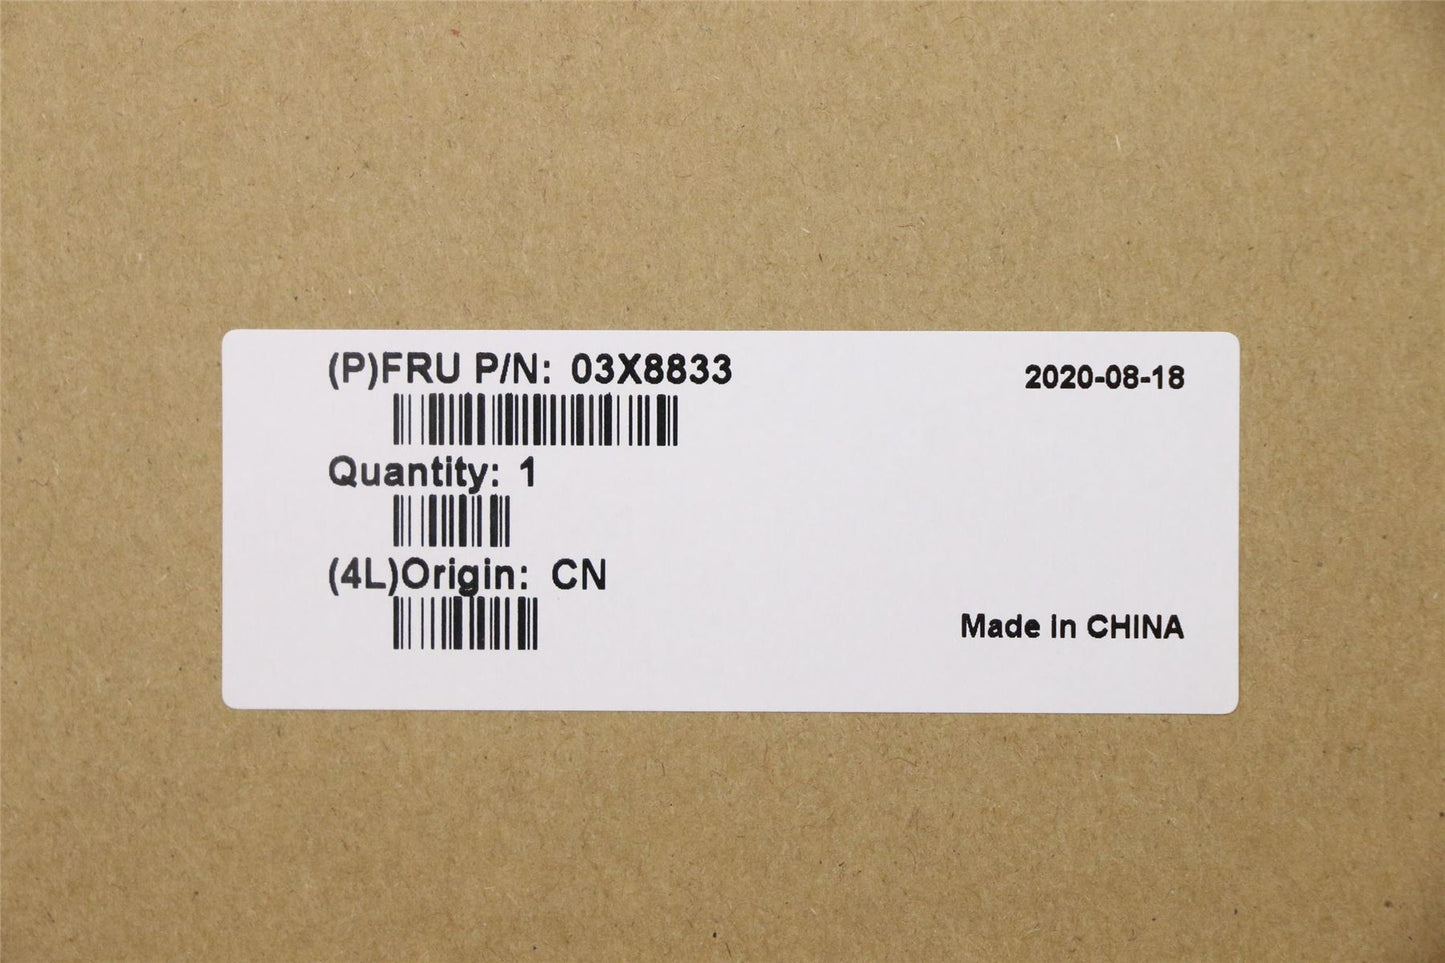 (P)FRU P/N: 03X8833
2020-08-18
Quantity: 1
(4L)Origin: CN
Made in CHINA